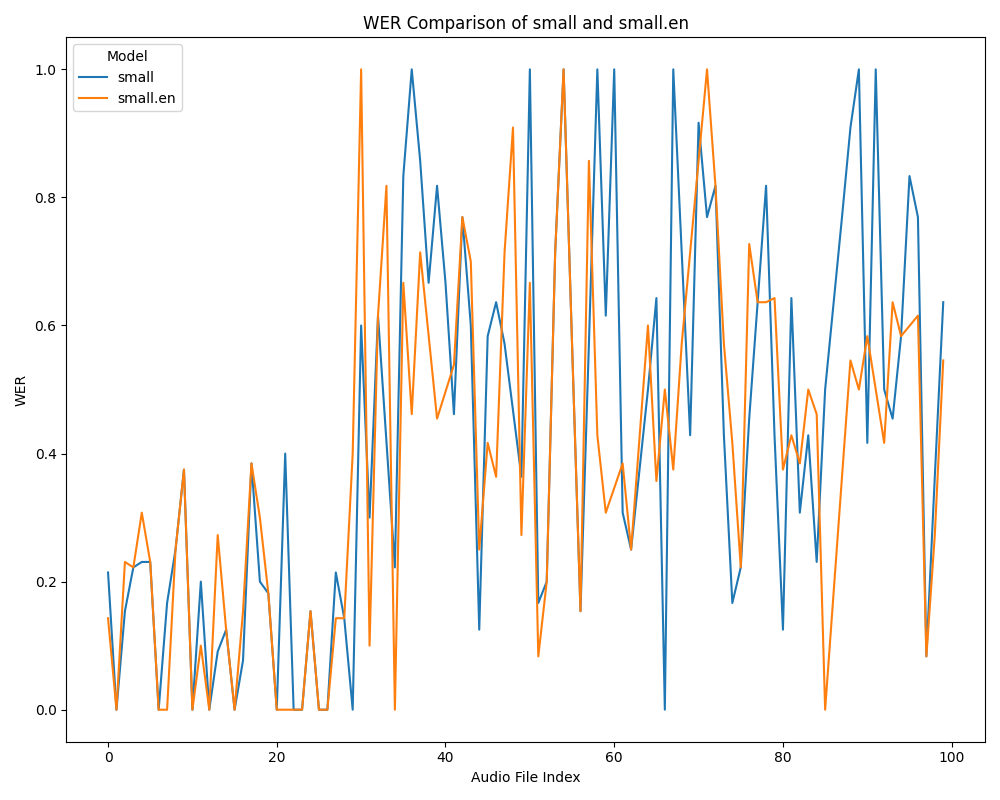 WER Comparison of small and small.en
Model
small
small.en
1.0
0.8
0.6
0.4
0.2
0.0
WER
0 20 40 60 80 100
Audio File Index